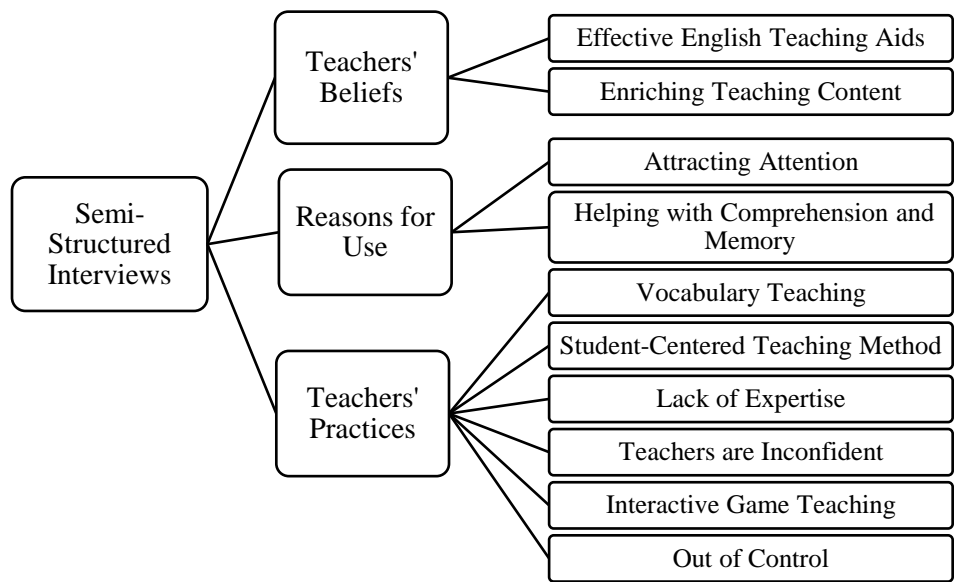 Semi-
Structured
Interviews
Teachers'
Beliefs
Effective English Teaching Aids
Enriching Teaching Content
Reasons for
Use
Attracting Attention
Helping with Comprehension and
Memory
Teachers'
Practices
Vocabulary Teaching
Student-Centered Teaching Method
Lack of Expertise
Teachers are Inconfident
Interactive Game Teaching
Out of Control